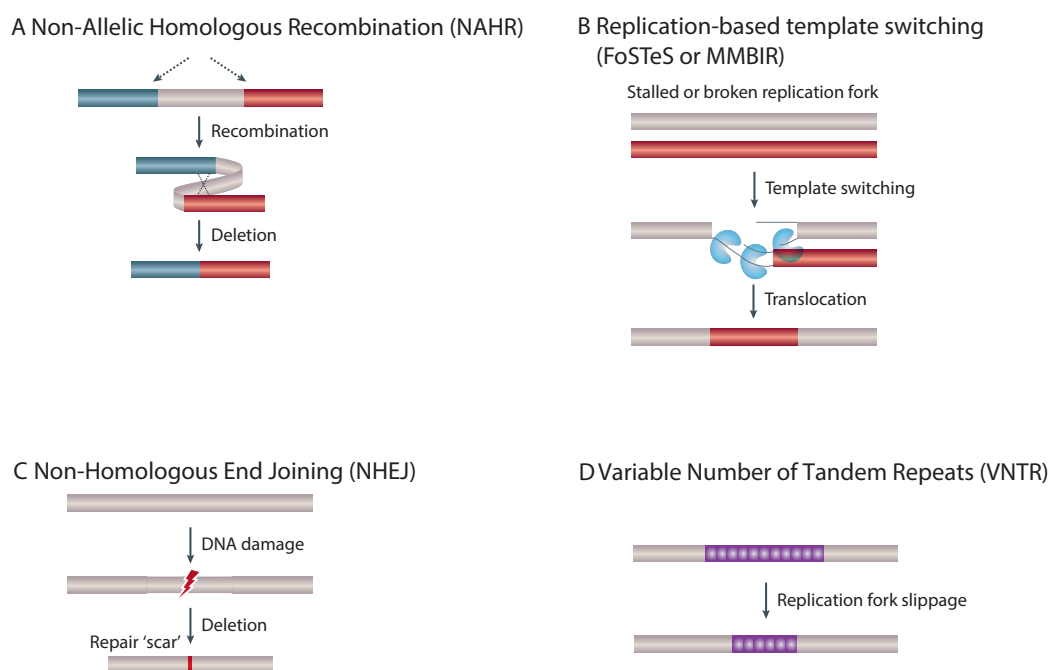 A Non-Allelic Homologous Recombination (NAHR)
Recombination
Deletion
B Replication-based template switching
(FoSTeS or MMBIR)
Stalled or broken replication fork
Template switching
Translocation
C Non-Homologous End Joining (NHEJ)
DNA damage
Deletion
Repair ‘scar’
D Variable Number of Tandem Repeats (VNTR)
Replication fork slippage